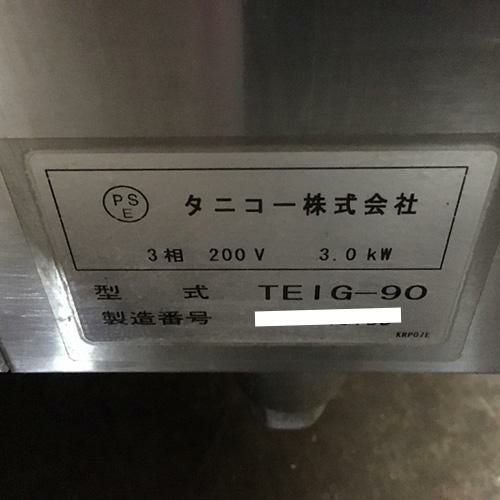 PS
E
タニコー株式会社
3相 200V 3.0kW
型 式 TEIG-90
製造番号
KRP02E